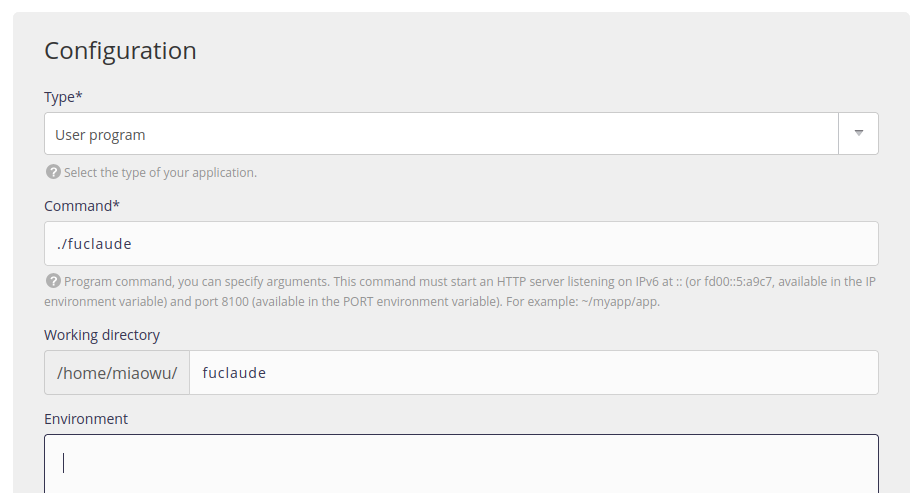 Configuration
Type*
User program
? Select the type of your application.
Command*
./fuclaude
? Program command, you can specify arguments. This command must start an HTTP server listening on IPv6 at :: (or fd00::5:a9c7, available in the IP
environment variable) and port 8100 (available in the PORT environment variable). For example: ~/myapp/app.
Working directory
/home/miaowu/ fuclaude
Environment